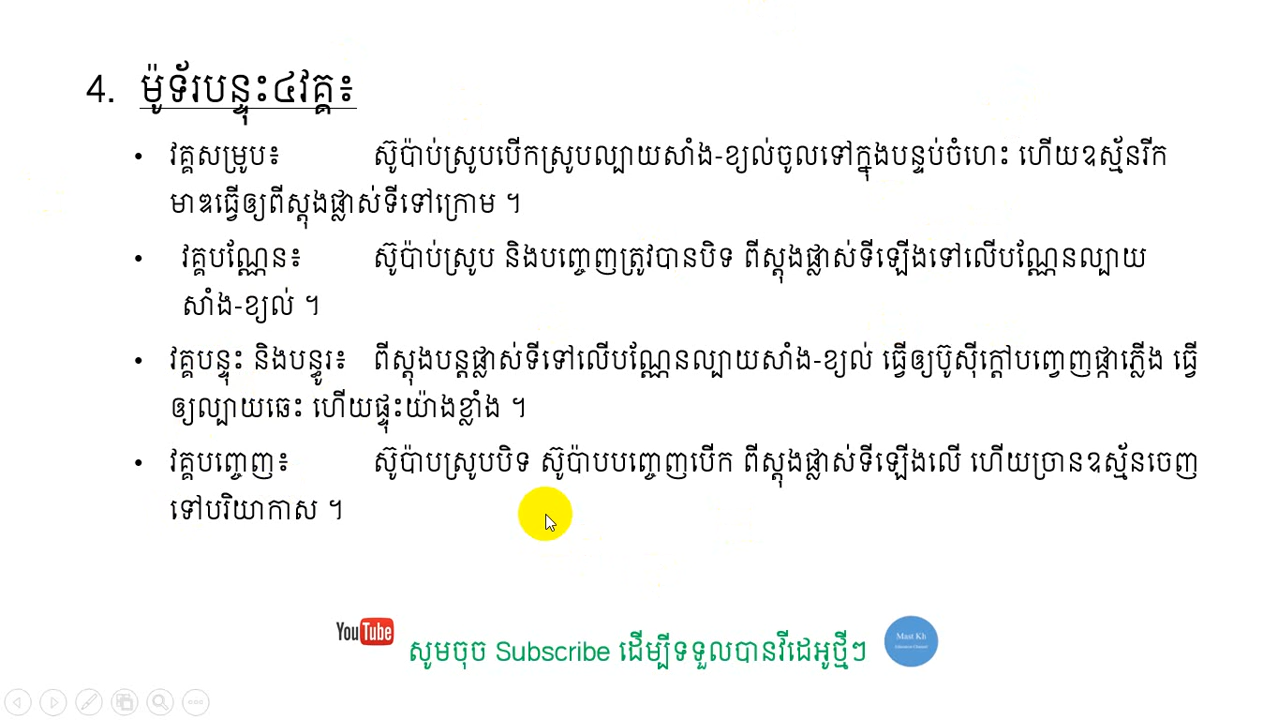 4. ម៉ូទ័របន្ទុះ៤វគ្គ៖
• វគ្គសម្រូប៖ ស៊ូប៉ាប់ស្រូបបើកស្រូបល្បាយសាំង-ខ្យល់ចូលទៅក្នុងបន្ទប់ចំហេះ ហើយឧស្ម័នរីក
មាឌធ្វើឲ្យពីស្តុងផ្លាស់ទីទៅក្រោម ។
• វគ្គបណ្ណែន៖ ស៊ូប៉ាប់ស្រូប និងបញ្ចេញត្រូវបានបិទ ពីស្តុងផ្លាស់ទីឡើងទៅលើបណ្ណែនល្បាយ
សាំង-ខ្យល់ ។
• វគ្គបន្ទុះ និងបន្ធូរ៖ ពីស្តុងបន្តផ្លាស់ទីទៅលើបណ្ណែនល្បាយសាំង-ខ្យល់ ធ្វើឲ្យប៊ូស៊ីក្តៅបញ្ចេញផ្កាភ្លើង ធ្វើ
ឲ្យល្បាយឆេះ ហើយផ្ទុះយ៉ាងខ្លាំង ។
• វគ្គបញ្ចេញ៖ ស៊ូប៉ាបស្រូបបិទ ស៊ូប៉ាបបញ្ចេញបើក ពីស្តុងផ្លាស់ទីឡើងលើ ហើយច្រានឧស្ម័នចេញ
ទៅបរិយាកាស ។
YouTube សូមចុច Subscribe ដើម្បីទទួលបានវីដេអូថ្មីៗ
Mast Kh
Education Channel